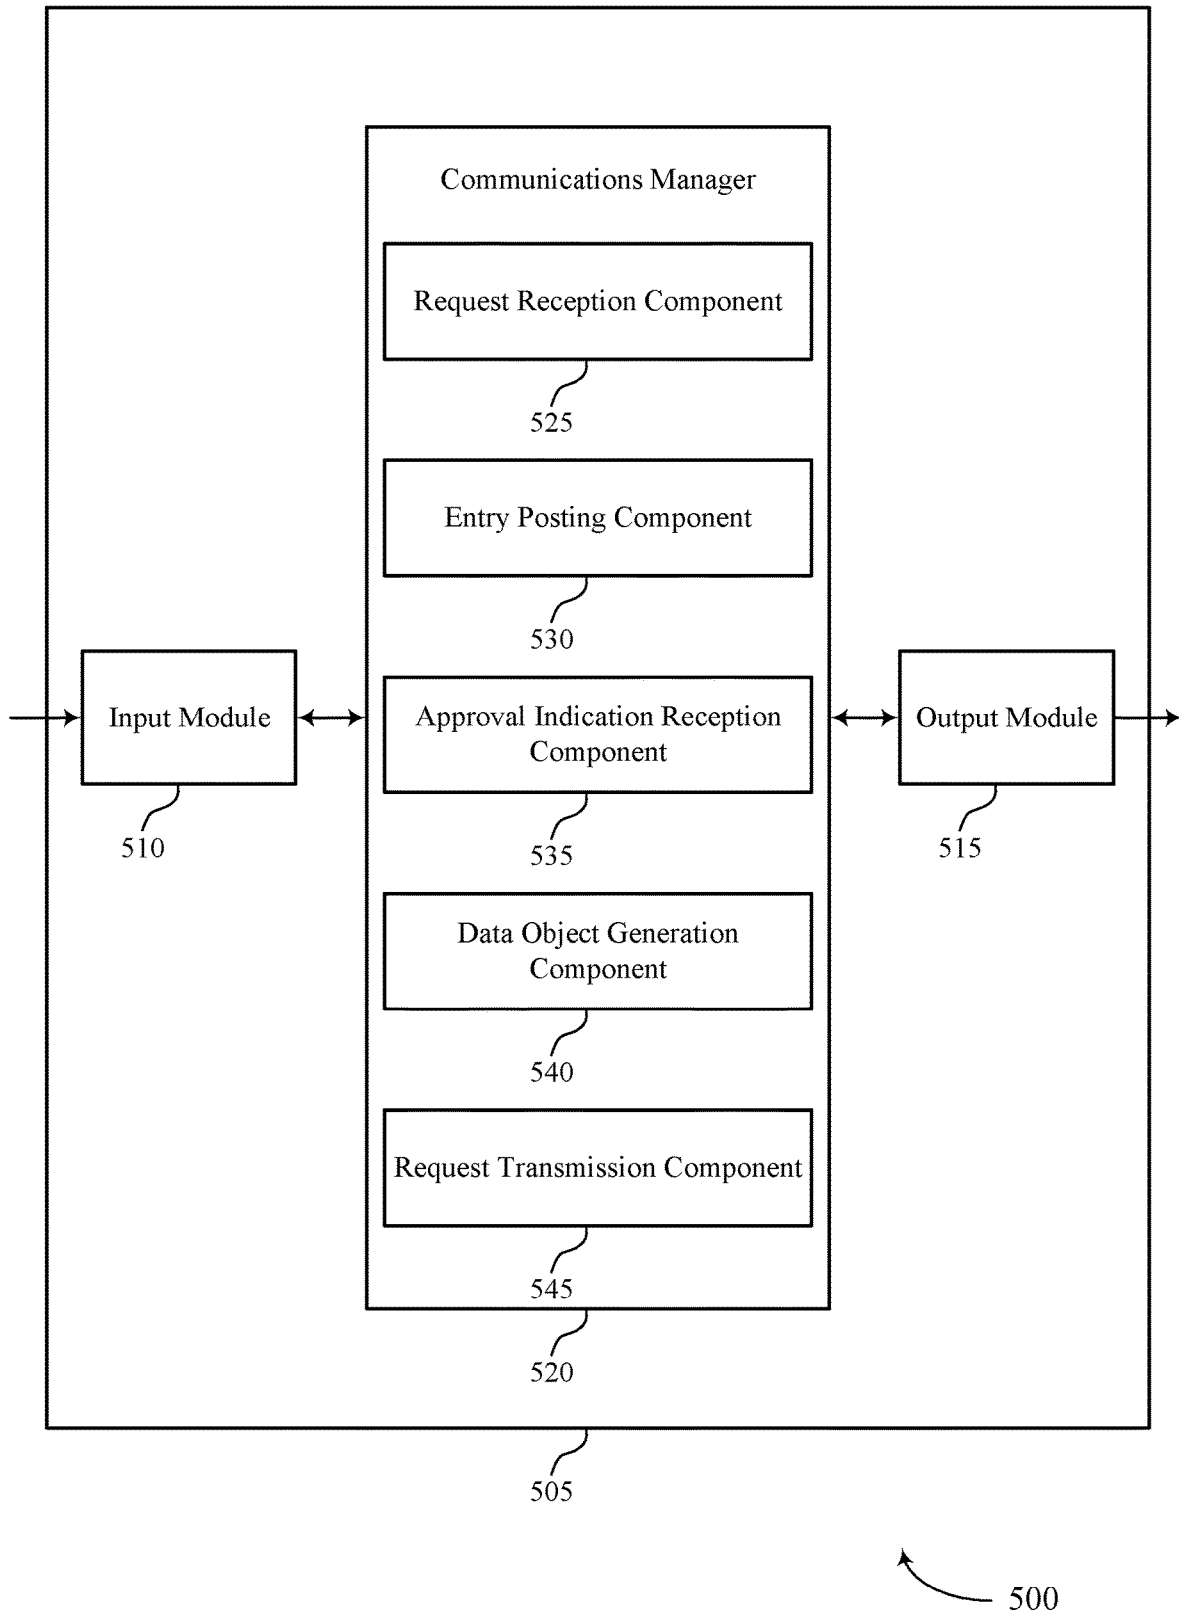 Communications Manager
Request Reception Component
525
Entry Posting Component
530
Input Module
510
Approval Indication Reception
Component
535
Output Module
515
Data Object Generation
Component
540
Request Transmission Component
545
520
505
500